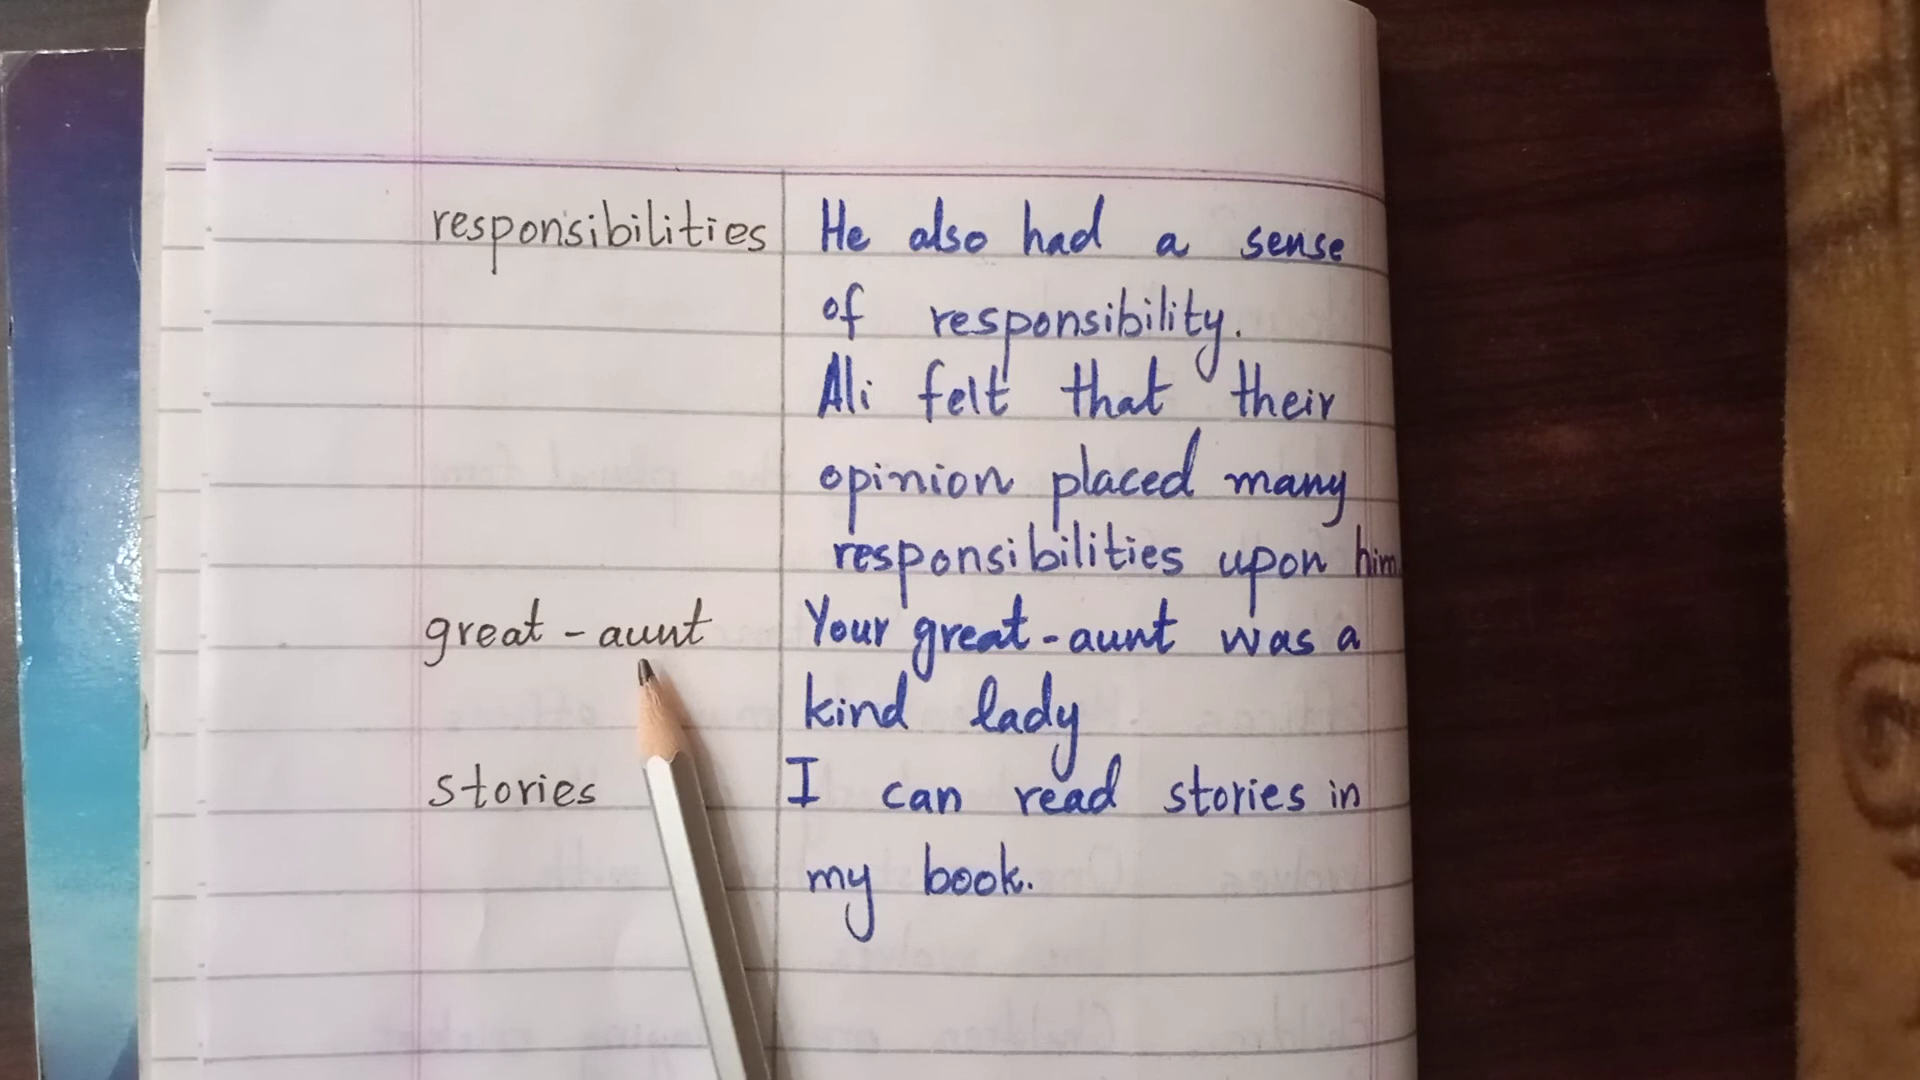 responsibilities He also had a sense
of responsibility.
Ali felt that their
opinion placed many
responsibilities upon him.
great-aunt Your great-aunt was a
kind lady
stories I can read stories in
my book.